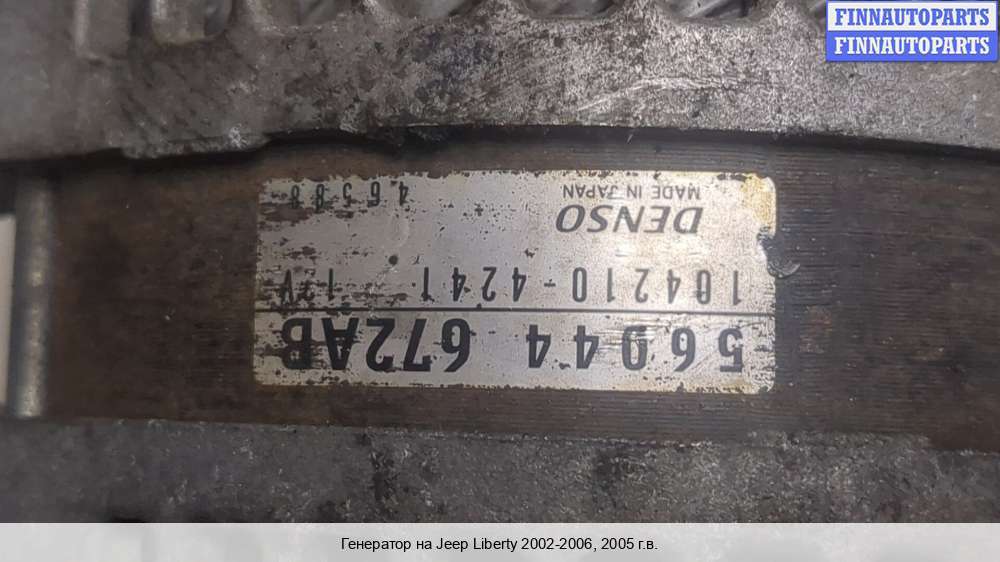 FINNAUTOPARTS
FINNAUTOPARTS
56044 672AB
104210-4241 12V
DENSO
MADE IN JAPAN
46588
Генератор на Jeep Liberty 2002-2006, 2005 г.в.